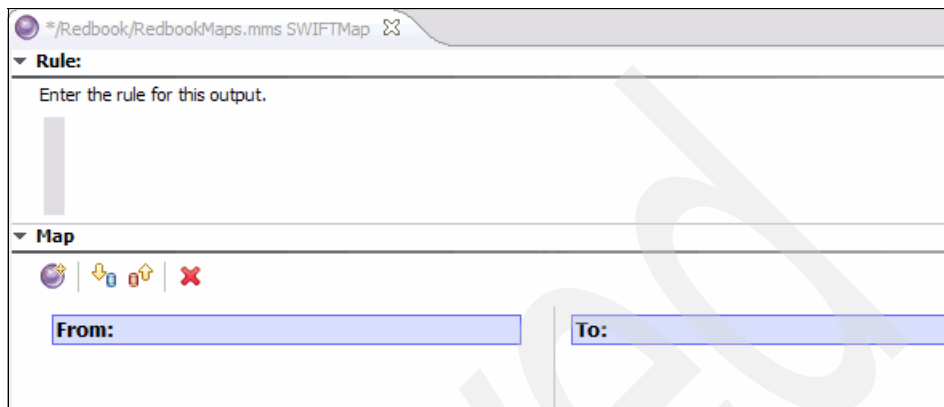 */Redbook/RedbookMaps.mms SWIFTMap
Rule:
Enter the rule for this output.
Map
From:
To: